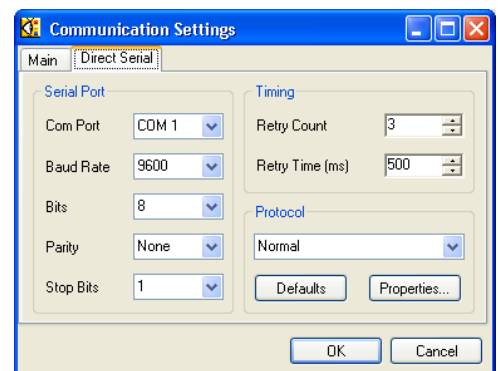 Communication Settings
Main Direct Serial
Serial Port
Com Port COM 1
Baud Rate 9600
Bits 8
Parity None
Stop Bits 1
Timing
Retry Count 3
Retry Time (ms) 500
Protocol
Normal
Defaults Properties...
OK Cancel